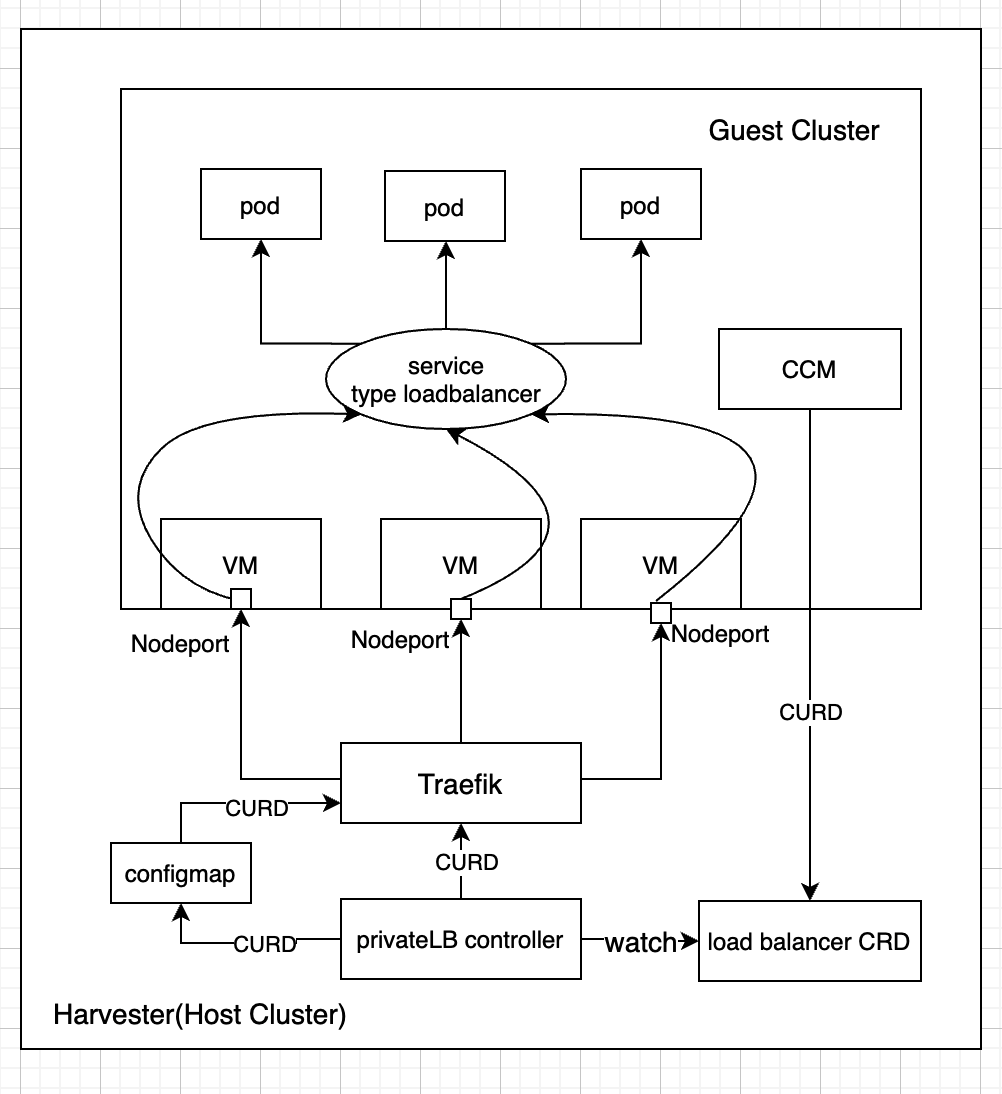 Guest Cluster
pod
pod
pod
service
type loadbalancer
CCM
VM
VM
VM
Nodeport
Nodeport
Nodeport
CURD
Traefik
CURD
CURD
configmap
CURD
privateLB controller
watch
load balancer CRD
Harvester(Host Cluster)